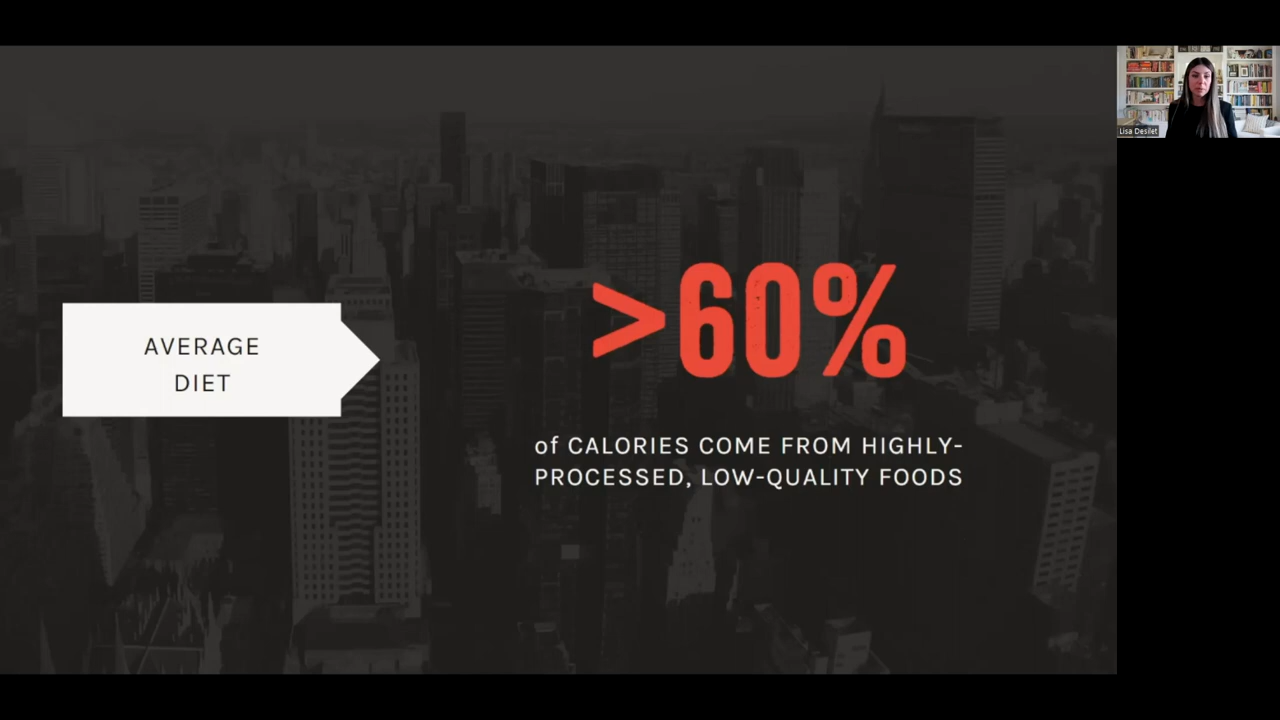 AVERAGE
DIET
>60%
of CALORIES COME FROM HIGHLY-
PROCESSED, LOW-QUALITY FOODS
Lisa Desilet